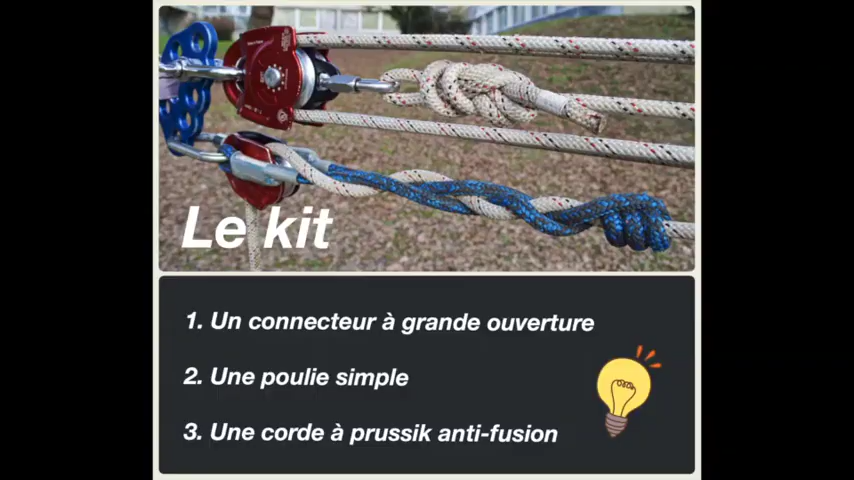 Le kit
1. Un connecteur à grande ouverture
2. Une poulie simple
3. Une corde à prussik anti-fusion